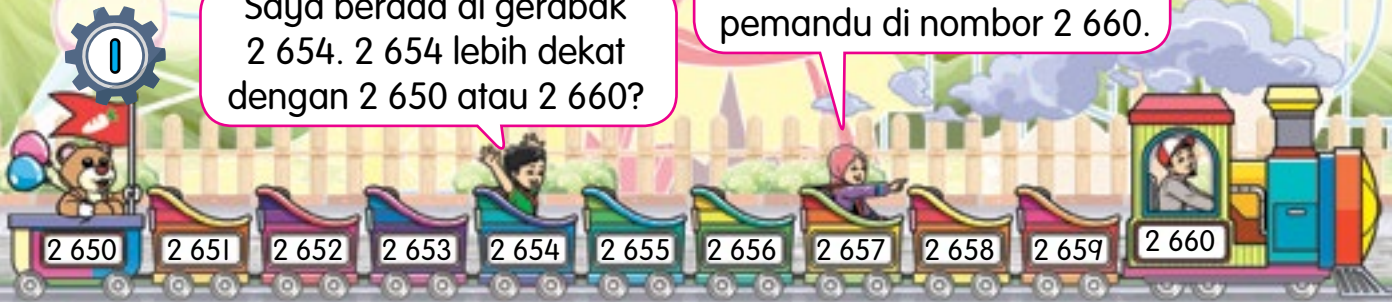 1
Saya berada di gerabak
2 654. 2 654 lebih dekat
dengan 2 650 atau 2 660?
pemandu di nombor 2 660.
2 650 2 651 2 652 2 653 2 654 2 655 2 656 2 657 2 658 2 659 2 660